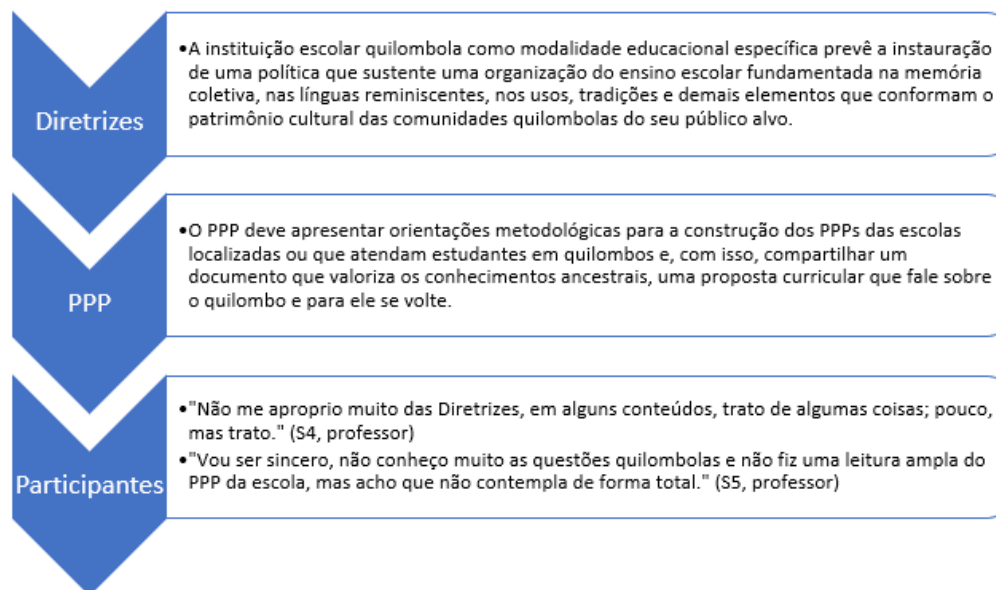 Diretrizes
•A instituição escolar quilombola como modalidade educacional específica prevê a instauração
de uma política que sustente uma organização do ensino escolar fundamentada na memória
coletiva, nas línguas reminiscentes, nos usos, tradições e demais elementos que conformam o
patrimônio cultural das comunidades quilombolas do seu público alvo.
PPP
•O PPP deve apresentar orientações metodológicas para a construção dos PPPs das escolas
localizadas ou que atendam estudantes em quilombos e, com isso, compartilhar um
documento que valoriza os conhecimentos ancestrais, uma proposta curricular que fale sobre
o quilombo e para ele se volte.
Participantes
•"Não me aproprio muito das Diretrizes, em alguns conteúdos, trato de algumas coisas; pouco,
mas trato." (S4, professor)
•"Vou ser sincero, não conheço muito as questões quilombolas e não fiz uma leitura ampla do
PPP da escola, mas acho que não contempla de forma total." (S5, professor)